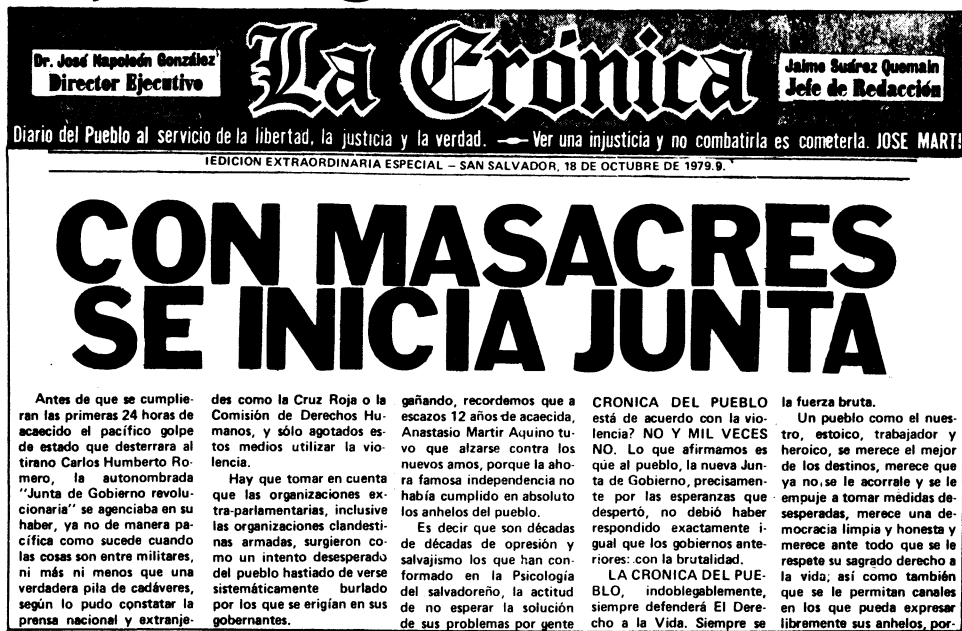 Dr. José Napoleón González
Director Ejecutivo
La Crónica
Jaime Suárez Quemain
Jefe de Redacción
Diario del Pueblo al servicio de la libertad, la justicia y la verdad. — Ver una injusticia y no combatirla es cometerla. JOSE MARTI
IEDICION EXTRAORDINARIA ESPECIAL – SAN SALVADOR, 18 DE OCTUBRE DE 1979.9.
CON MASACRES
SE INICIA JUNTA
Antes de que se cumplie-
ran las primeras 24 horas de
acaecido el pacífico golpe
de estado que desterrara al
tirano Carlos Humberto Ro-
mero, la autonombrada
"Junta de Gobierno revolu-
cionaria" se agenciaba en su
haber, ya no de manera pa-
cífica como sucede cuando
las cosas son entre militares,
ni más ni menos que una
verdadera pila de cadáveres,
según lo pudo constatar la
prensa nacional y extranje-
des como la Cruz Roja o la
Comisión de Derechos Hu-
manos, y sólo agotados es-
tos medios utilizar la vio-
lencia.
Hay que tomar en cuenta
que las organizaciones ex-
tra-parlamentarias, inclusive
las organizaciones clandesti-
nas armadas, surgieron co-
mo un intento desesperado
del pueblo hastiado de verse
sistemáticamente burlado
por los que se erigían en sus
gobernantes.
gañando, recordemos que a
escazos 12 años de acaecida,
Anastasio Martir Aquino tu-
vo que alzarse contra los
nuevos amos, porque la aho-
ra famosa independencia no
había cumplido en absoluto
los anhelos del pueblo.
Es decir que son décadas
de décadas de opresión y
salvajismo los que han con-
formado en la Psicología
del salvadoreño, la actitud
de no esperar la solución
de sus problemas por gente
CRONICA DEL PUEBLO
está de acuerdo con la vio-
lencia? NO Y MIL VECES
NO. Lo que afirmamos es
que al pueblo, la nueva Jun-
ta de Gobierno, precisamen-
te por las esperanzas que
despertó, no debió haber
respondido exactamente i-
gual que los gobiernos ante-
riores: con la brutalidad.
LA CRONICA DEL PUE-
BLO, indoblegablemente,
siempre defenderá El Dere-
cho a la Vida. Siempre se
la fuerza bruta.
Un pueblo como el nues-
tro, estoico, trabajador y
heroico, se merece el mejor
de los destinos, merece que
ya no se le acorrale y se le
empuje a tomar medidas de-
sesperadas, merece una de-
mocracia limpia y honesta y
merece ante todo que se le
respete su sagrado derecho a
la vida; así como también
que se le permitan canales
en los que pueda expresar
libremente sus anhelos, por-